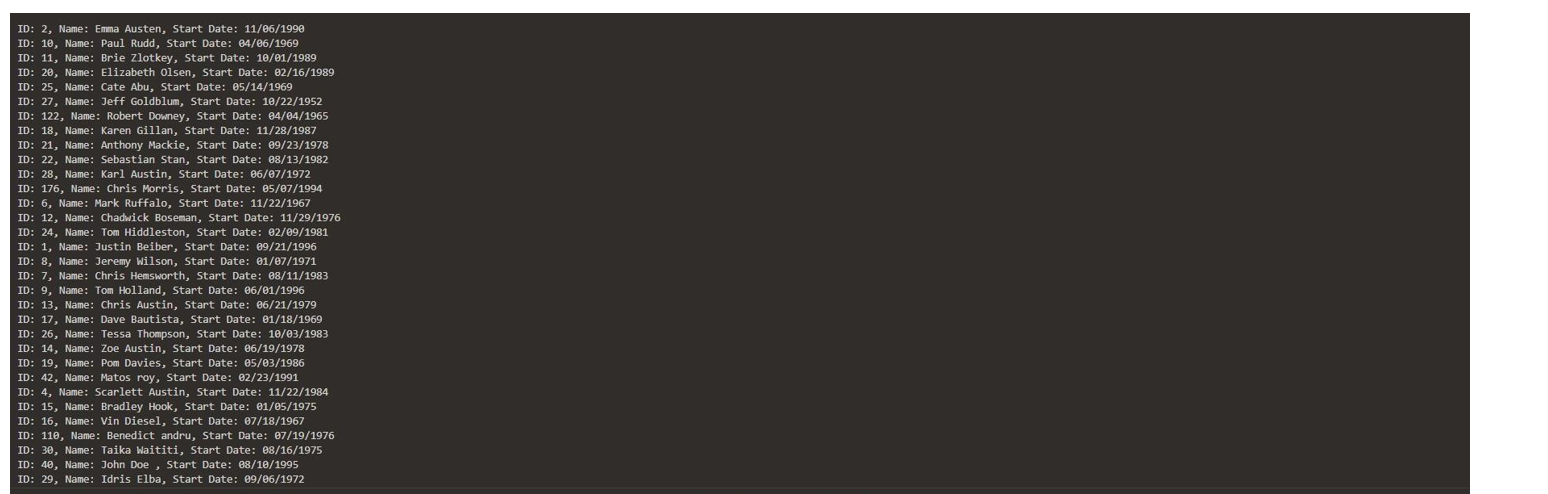 ID: 2, Name: Emma Austen, Start Date: 11/06/1990
ID: 10, Name: Paul Rudd, Start Date: 04/06/1969
ID: 11, Name: Brie Zlotkey, Start Date: 10/01/1989
ID: 20, Name: Elizabeth Olsen, Start Date: 02/16/1989
ID: 25, Name: Cate Abu, Start Date: 05/14/1969
ID: 27, Name: Jeff Goldblum, Start Date: 10/22/1952
ID: 122, Name: Robert Downey, Start Date: 04/04/1965
ID: 18, Name: Karen Gillan, Start Date: 11/28/1987
ID: 21, Name: Anthony Mackie, Start Date: 09/23/1978
ID: 22, Name: Sebastian Stan, Start Date: 08/13/1982
ID: 28, Name: Karl Austin, Start Date: 06/07/1972
ID: 176, Name: Chris Morris, Start Date: 05/07/1994
ID: 6, Name: Mark Ruffalo, Start Date: 11/22/1967
ID: 12, Name: Chadwick Boseman, Start Date: 11/29/1976
ID: 24, Name: Tom Hiddleston, Start Date: 02/09/1981
ID: 1, Name: Justin Beiber, Start Date: 09/21/1996
ID: 8, Name: Jeremy Wilson, Start Date: 01/07/1971
ID: 7, Name: Chris Hemsworth, Start Date: 08/11/1983
ID: 9, Name: Tom Holland, Start Date: 06/01/1996
ID: 13, Name: Chris Austin, Start Date: 06/21/1979
ID: 17, Name: Dave Bautista, Start Date: 01/18/1969
ID: 26, Name: Tessa Thompson, Start Date: 10/03/1983
ID: 14, Name: Zoe Austin, Start Date: 06/19/1978
ID: 19, Name: Pom Davies, Start Date: 05/03/1986
ID: 42, Name: Matos roy, Start Date: 02/23/1991
ID: 4, Name: Scarlett Austin, Start Date: 11/22/1984
ID: 15, Name: Bradley Hook, Start Date: 01/05/1975
ID: 16, Name: Vin Diesel, Start Date: 07/18/1967
ID: 110, Name: Benedict andru, Start Date: 07/19/1976
ID: 30, Name: Taika Waititi, Start Date: 08/16/1975
ID: 40, Name: John Doe , Start Date: 08/10/1995
ID: 29, Name: Idris Elba, Start Date: 09/06/1972